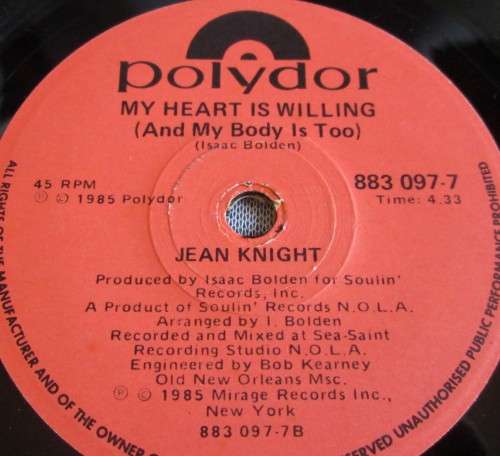 polydor
MY HEART IS WILLING
(And My Body Is Too)
(Isaac Bolden)
45 RPM
883 097-7
℗ © 1985 Polydor
Time: 4.33
JEAN KNIGHT
Produced by Isaac Bolden for Soulin'
Records, Inc.
A Product of Soulin' Records N.O.L.A.
Arranged by I. Bolden
Recorded and Mixed at Sea-Saint
Recording Studio N.O.L.A.
Engineered by Bob Kearney
Old New Orleans Msc.
℗ © 1985 Mirage Records Inc.,
New York
883 097-7B
ALL RIGHTS OF THE MANUFACTURER AND OF THE OWNER O
SERVED UNAUTHORISED PUBLIC PERFORMANCE